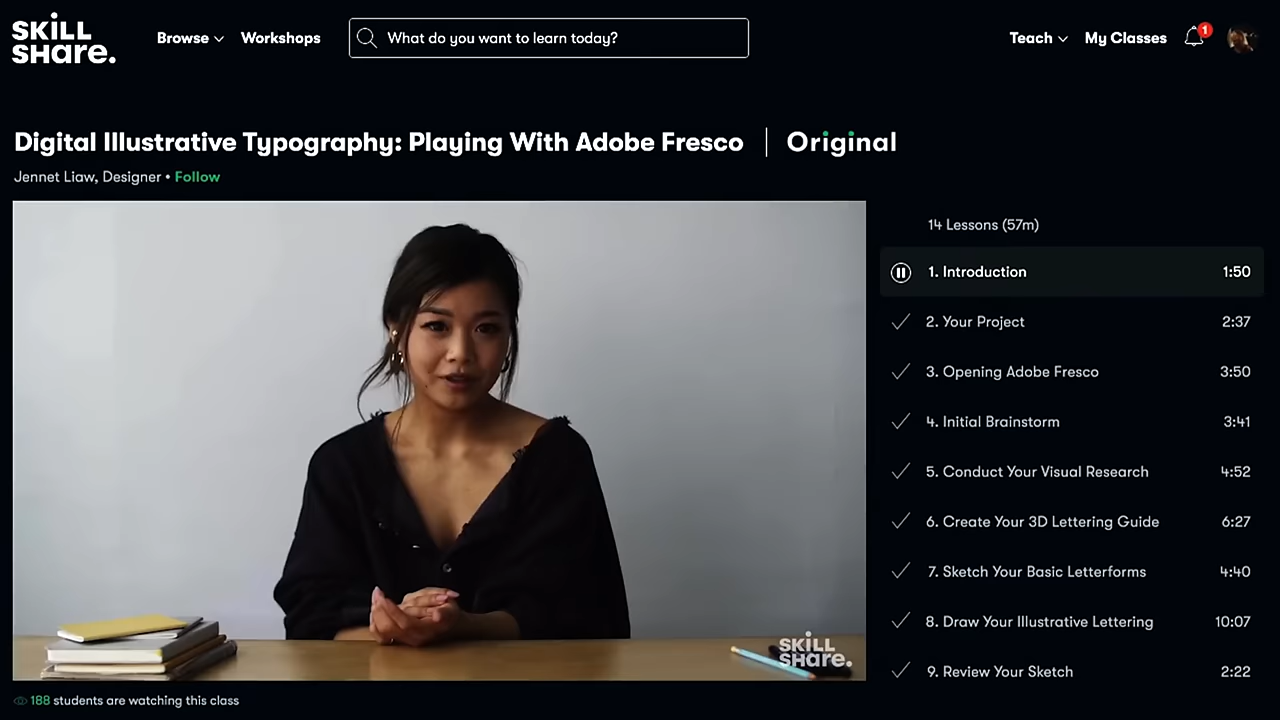 SKILL
SHare.
Browse
Workshops
What do you want to learn today?
Teach
My Classes
1
Digital Illustrative Typography: Playing With Adobe Fresco | Original
Jennet Liaw, Designer • Follow
14 Lessons (57m)
1. Introduction 1:50
2. Your Project 2:37
3. Opening Adobe Fresco 3:50
4. Initial Brainstorm 3:41
5. Conduct Your Visual Research 4:52
6. Create Your 3D Lettering Guide 6:27
7. Sketch Your Basic Letterforms 4:40
8. Draw Your Illustrative Lettering 10:07
9. Review Your Sketch 2:22
SKILL
SHare.
188 students are watching this class